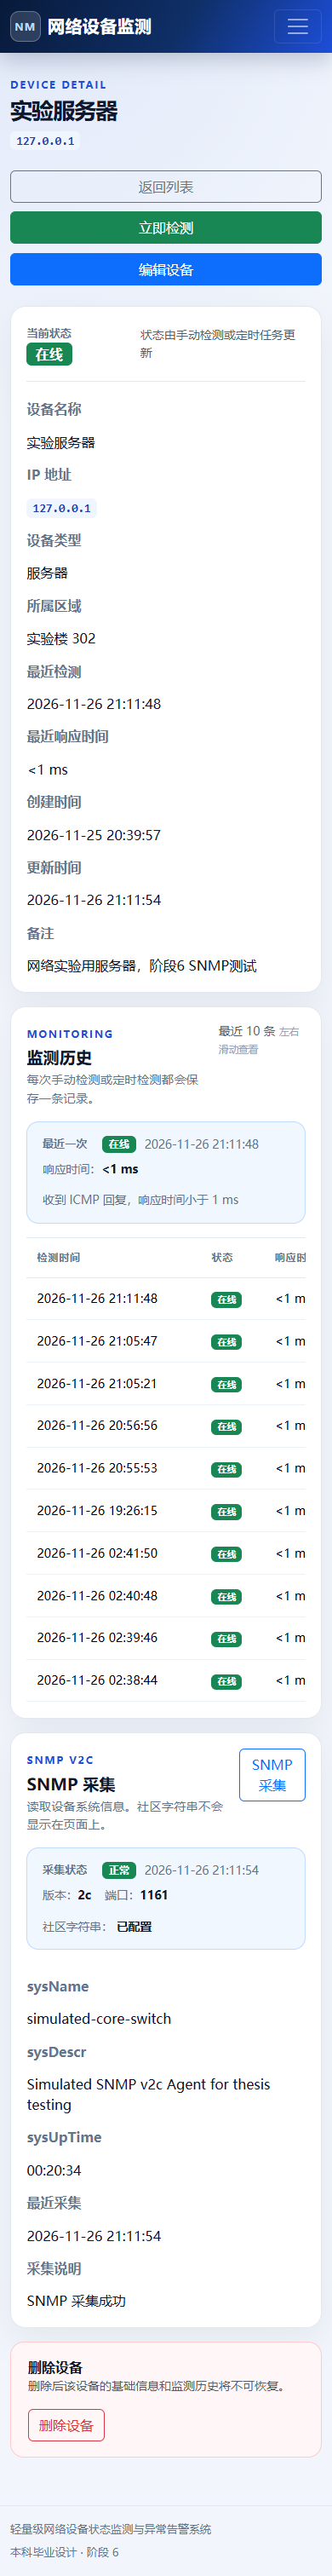 NM 网络设备监测
DEVICE DETAIL
实验服务器
127.0.0.1
返回列表
立即检测
编辑设备
当前状态
在线
状态由手动检测或定时任务更
新
设备名称
实验服务器
IP 地址
127.0.0.1
设备类型
服务器
所属区域
实验楼 302
最近检测
2026-11-26 21:11:48
最近响应时间
<1 ms
创建时间
2026-11-25 20:39:57
更新时间
2026-11-26 21:11:54
备注
网络实验用服务器，阶段6 SNMP测试
MONITORING
监测历史
每次手动检测或定时检测都会保
存一条记录。
最近 10 条 左右
滑动查看
最近一次 在线 2026-11-26 21:11:48
响应时间：<1 ms
收到 ICMP 回复，响应时间小于 1 ms
检测时间 状态 响应时
2026-11-26 21:11:48 在线 <1 m
2026-11-26 21:05:47 在线 <1 m
2026-11-26 21:05:21 在线 <1 m
2026-11-26 20:56:56 在线 <1 m
2026-11-26 20:55:53 在线 <1 m
2026-11-26 19:26:15 在线 <1 m
2026-11-26 02:41:50 在线 <1 m
2026-11-26 02:40:48 在线 <1 m
2026-11-26 02:39:46 在线 <1 m
2026-11-26 02:38:44 在线 <1 m
SNMP V2C
SNMP 采集
读取设备系统信息。社区字符串不会
显示在页面上。
SNMP
采集
采集状态 正常 2026-11-26 21:11:54
版本：2c 端口：1161
社区字符串： 已配置
sysName
simulated-core-switch
sysDescr
Simulated SNMP v2c Agent for thesis
testing
sysUpTime
00:20:34
最近采集
2026-11-26 21:11:54
采集说明
SNMP 采集成功
删除设备
删除后该设备的基础信息和监测历史将不可恢复。
删除设备
轻量级网络设备状态监测与异常告警系统
本科毕业设计 · 阶段 6